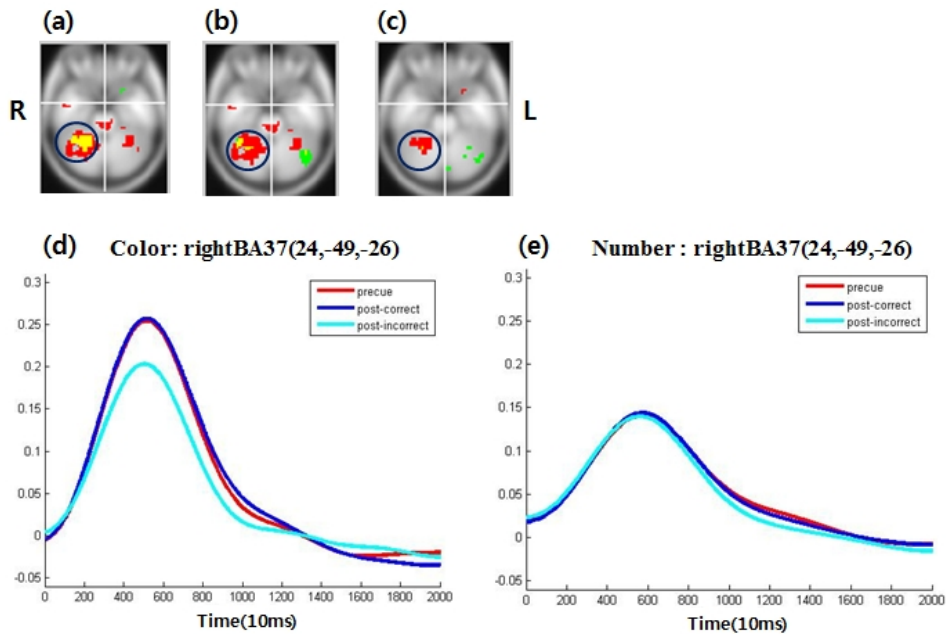 (a)
(b)
(c)
R
L
(d) Color: rightBA37(24,-49,-26)
0.3
0.25
0.2
0.15
0.1
0.05
0
-0.05
precue
post-correct
post-incorrect
0 200 400 600 800 1000 1200 1400 1600 1800 2000
Time(10ms)
(e) Number : rightBA37(24,-49,-26)
0.3
0.25
0.2
0.15
0.1
0.05
0
-0.05
precue
post-correct
post-incorrect
0 200 400 600 800 1000 1200 1400 1600 1800 2000
Time(10ms)